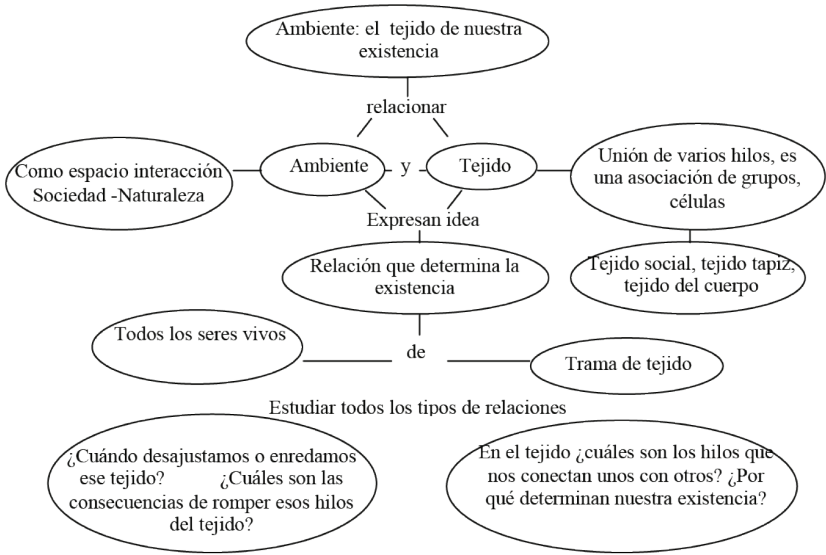 Ambiente: el tejido de nuestra
existencia
relacionar
Como espacio interacción
Sociedad -Naturaleza
Ambiente
y
Tejido
Unión de varios hilos, es
una asociación de grupos,
células
Expresan idea
Relación que determina la
existencia
Tejido social, tejido tapiz,
tejido del cuerpo
Todos los seres vivos
de
Trama de tejido
Estudiar todos los tipos de relaciones
¿Cuándo desajustamos o enredamos
ese tejido? ¿Cuáles son las
consecuencias de romper esos hilos
del tejido?
En el tejido ¿cuáles son los hilos que
nos conectan unos con otros? ¿Por
qué determinan nuestra existencia?